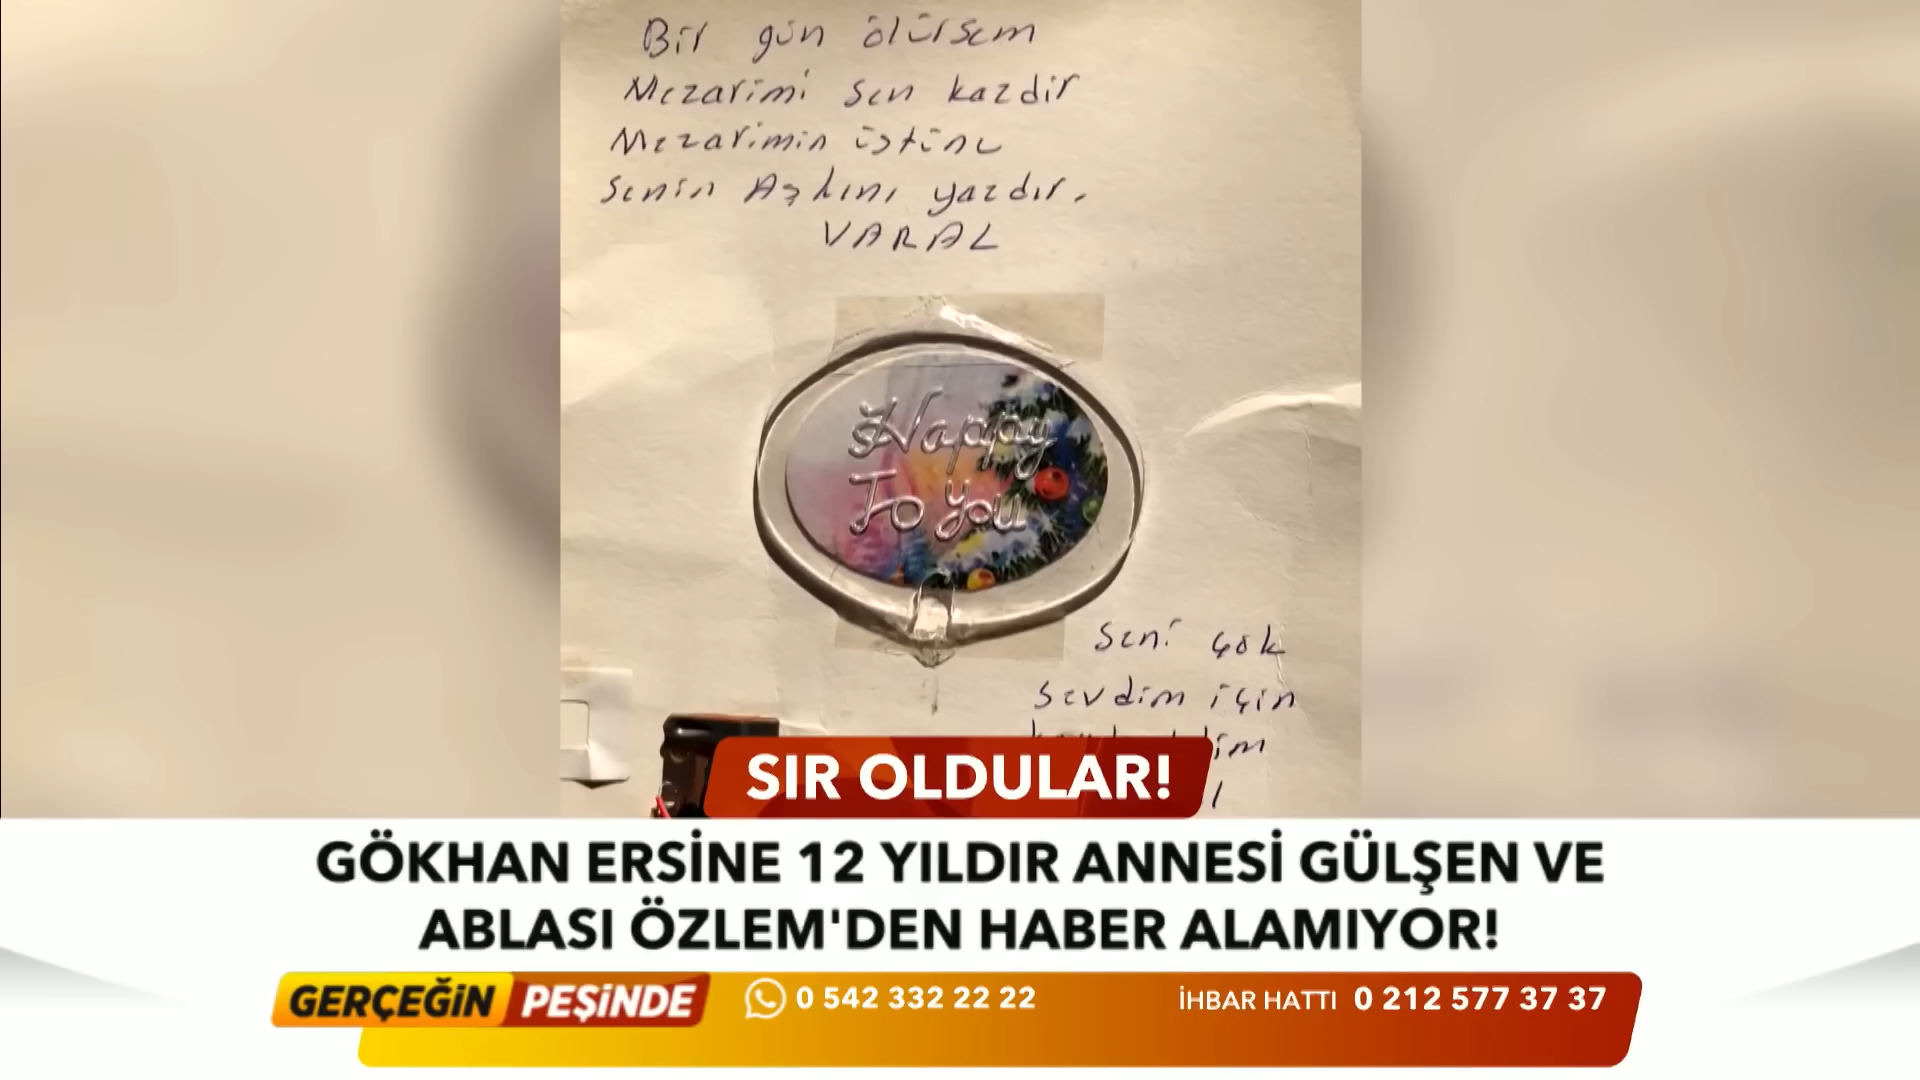 Bir gün ölürsem
Mezarimi sen kazdir
Mezarimin üstüne
Senin Aşkını yazdır.
VARAL
Happy
To you
Seni çok
sevdim için
SIR OLDULAR!
GÖKHAN ERSİNE 12 YILDIR ANNESİ GÜLŞEN VE
ABLASI ÖZLEM'DEN HABER ALAMIYOR!
GERÇEĞİN PEŞİNDE 0 542 332 22 22 İHBAR HATTI 0 212 577 37 37